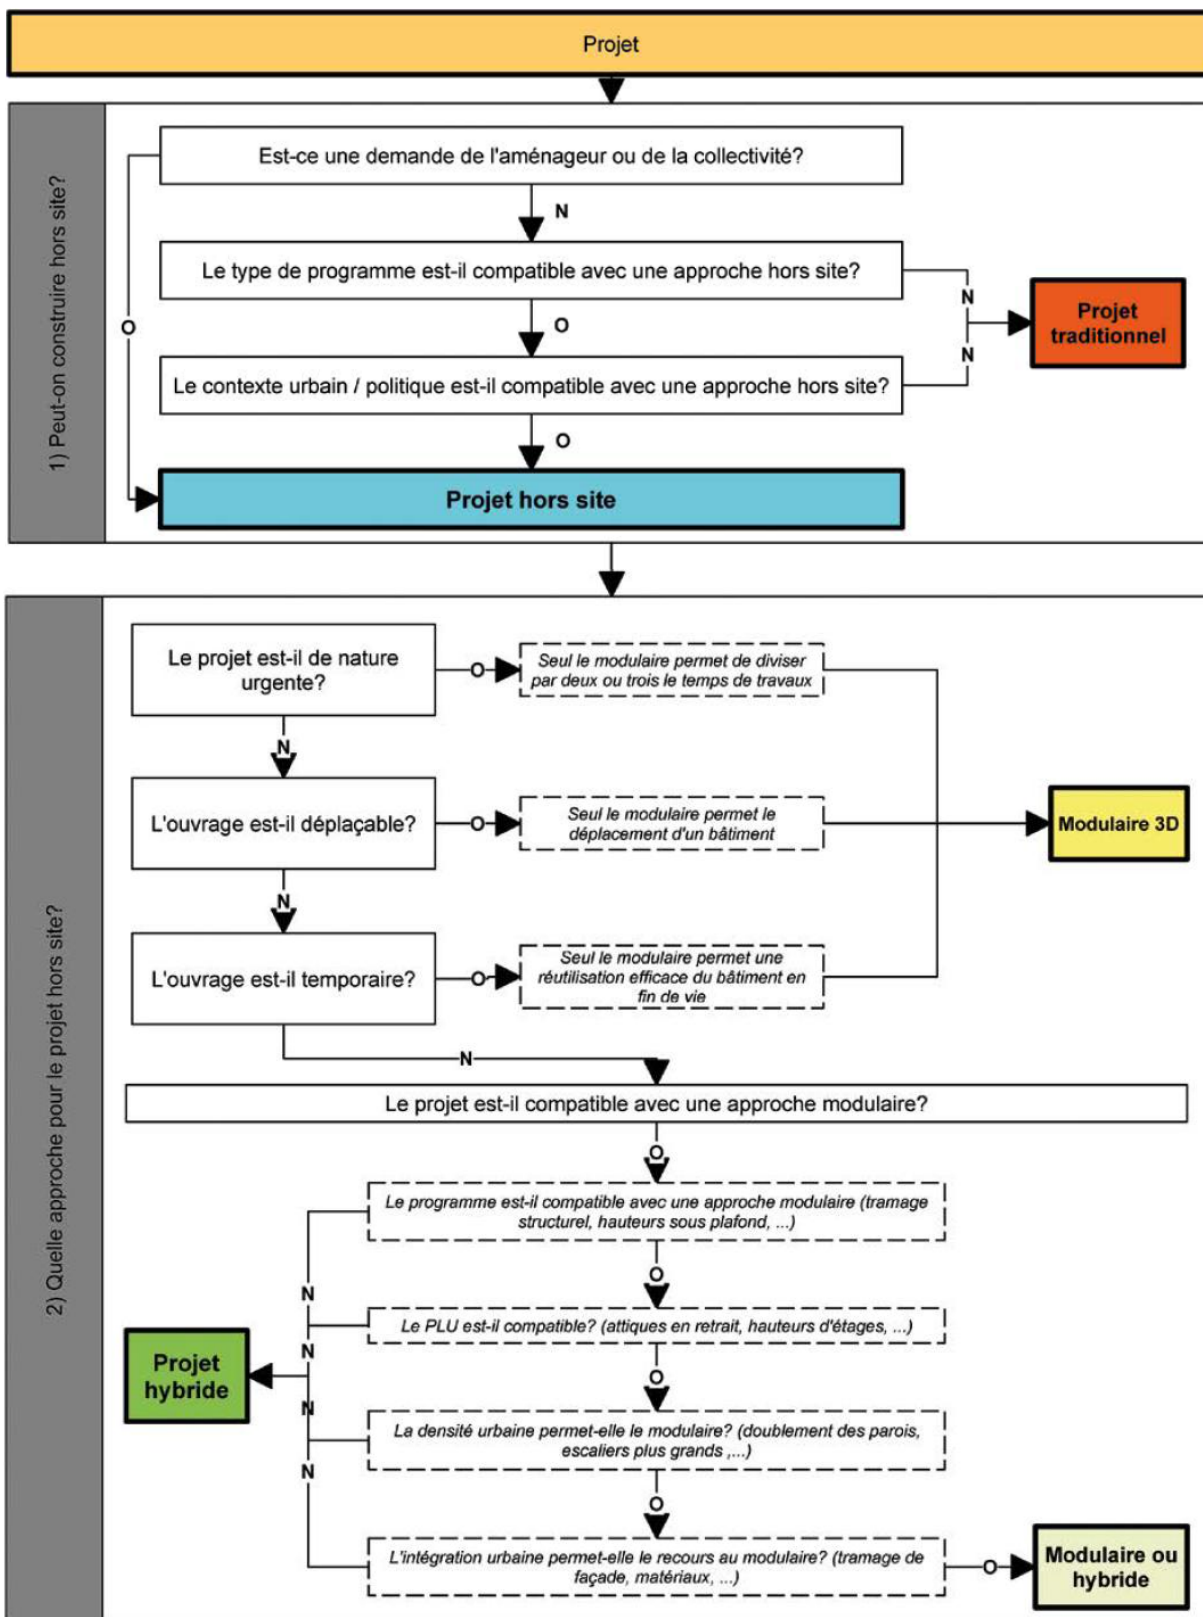 Projet
1) Peut-on construire hors site?
Est-ce une demande de l'aménageur ou de la collectivité?
N
Le type de programme est-il compatible avec une approche hors site?
N
O
O
Projet
traditionnel
N
Le contexte urbain / politique est-il compatible avec une approche hors site?
O
Projet hors site
2) Quelle approche pour le projet hors site?
Le projet est-il de nature
urgente?
O
Seul le modulaire permet de diviser
par deux ou trois le temps de travaux
N
L'ouvrage est-il déplaçable?
O
Seul le modulaire permet le
déplacement d'un bâtiment
Modulaire 3D
N
L'ouvrage est-il temporaire?
O
Seul le modulaire permet une
réutilisation efficace du bâtiment en
fin de vie
N
Le projet est-il compatible avec une approche modulaire?
O
Le programme est-il compatible avec une approche modulaire (tramage
structurel, hauteurs sous plafond, ...)
O
N
Le PLU est-il compatible? (attiques en retrait, hauteurs d'étages, ...)
N
Projet
hybride
O
N
La densité urbaine permet-elle le modulaire? (doublement des parois,
escaliers plus grands ,...)
N
O
L'intégration urbaine permet-elle le recours au modulaire? (tramage de
façade, matériaux, ...)
O
Modulaire ou
hybride